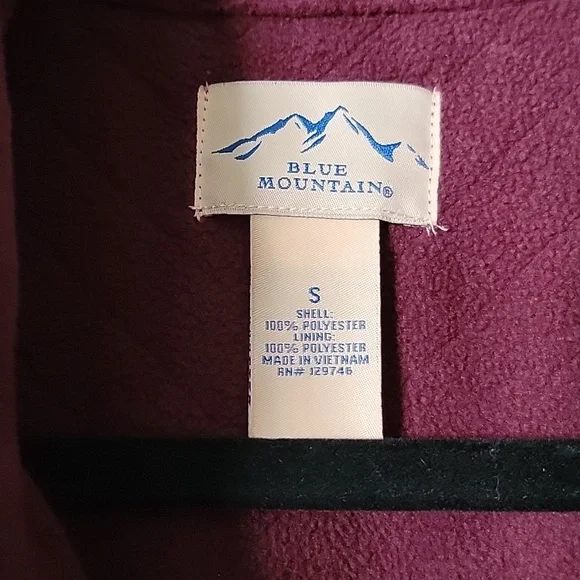 BLUE
MOUNTAIN®
S
SHELL:
100% POLYESTER
LINING:
100% POLYESTER
MADE IN VIETNAM
RN# 129746